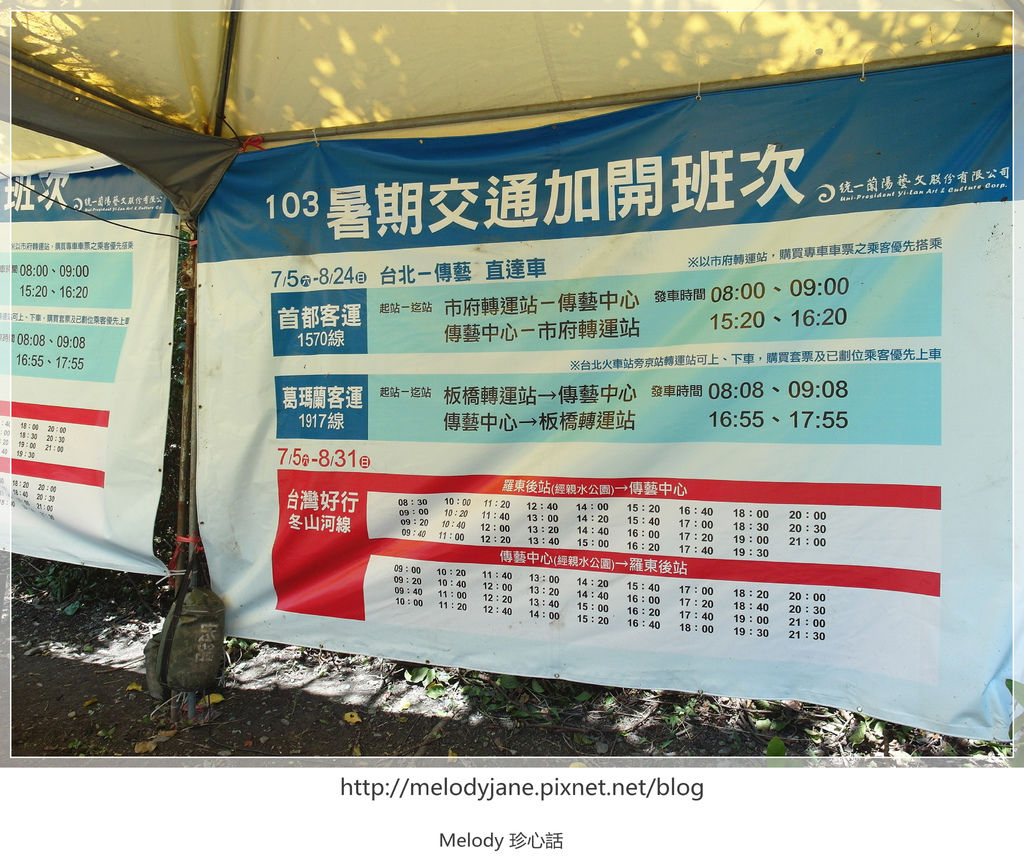 班次
統一蘭陽藝文股份有限公
08:00、09:00
15:20、16:20
08:08、09:08
16:55、17:55
103暑期交通加開班次
統一蘭陽藝文股份有限公司
Uni-President Yi-Lan Art & Culture Corp.
7/5六-8/24日 台北－傳藝 直達車
※以市府轉運站，購買專車車票之乘客優先搭乘
首都客運
1570線
起站－迄站 市府轉運站－傳藝中心 發車時間 08:00、09:00
傳藝中心－市府轉運站 15:20、16:20
※台北火車站旁京站轉運站可上、下車，購買套票及已劃位乘客優先上車
葛瑪蘭客運
1917線
起站－迄站 板橋轉運站→傳藝中心 發車時間 08:08、09:08
傳藝中心→板橋轉運站 16:55、17:55
7/5六-8/31日
台灣好行
冬山河線
羅東後站(經親水公園)→傳藝中心
08:30 10:00 11:20 12:40 14:00 15:20 16:40 18:00 20:00
09:00 10:20 11:40 13:00 14:20 15:40 17:00 18:30 20:30
09:20 10:40 12:00 13:20 14:40 16:00 17:20 19:00 21:00
09:40 11:00 12:20 13:40 15:00 16:20 17:40 19:30
傳藝中心(經親水公園)→羅東後站
09:00 10:20 11:40 13:00 14:20 15:40 17:00 18:20 20:00
09:20 10:40 12:00 13:20 14:40 16:00 17:20 18:40 20:30
09:40 11:00 12:20 13:40 15:00 16:20 17:40 19:00 21:00
10:00 11:20 12:40 14:00 15:20 16:40 18:00 19:30 21:30
http://melodyjane.pixnet.net/blog
Melody 珍心話